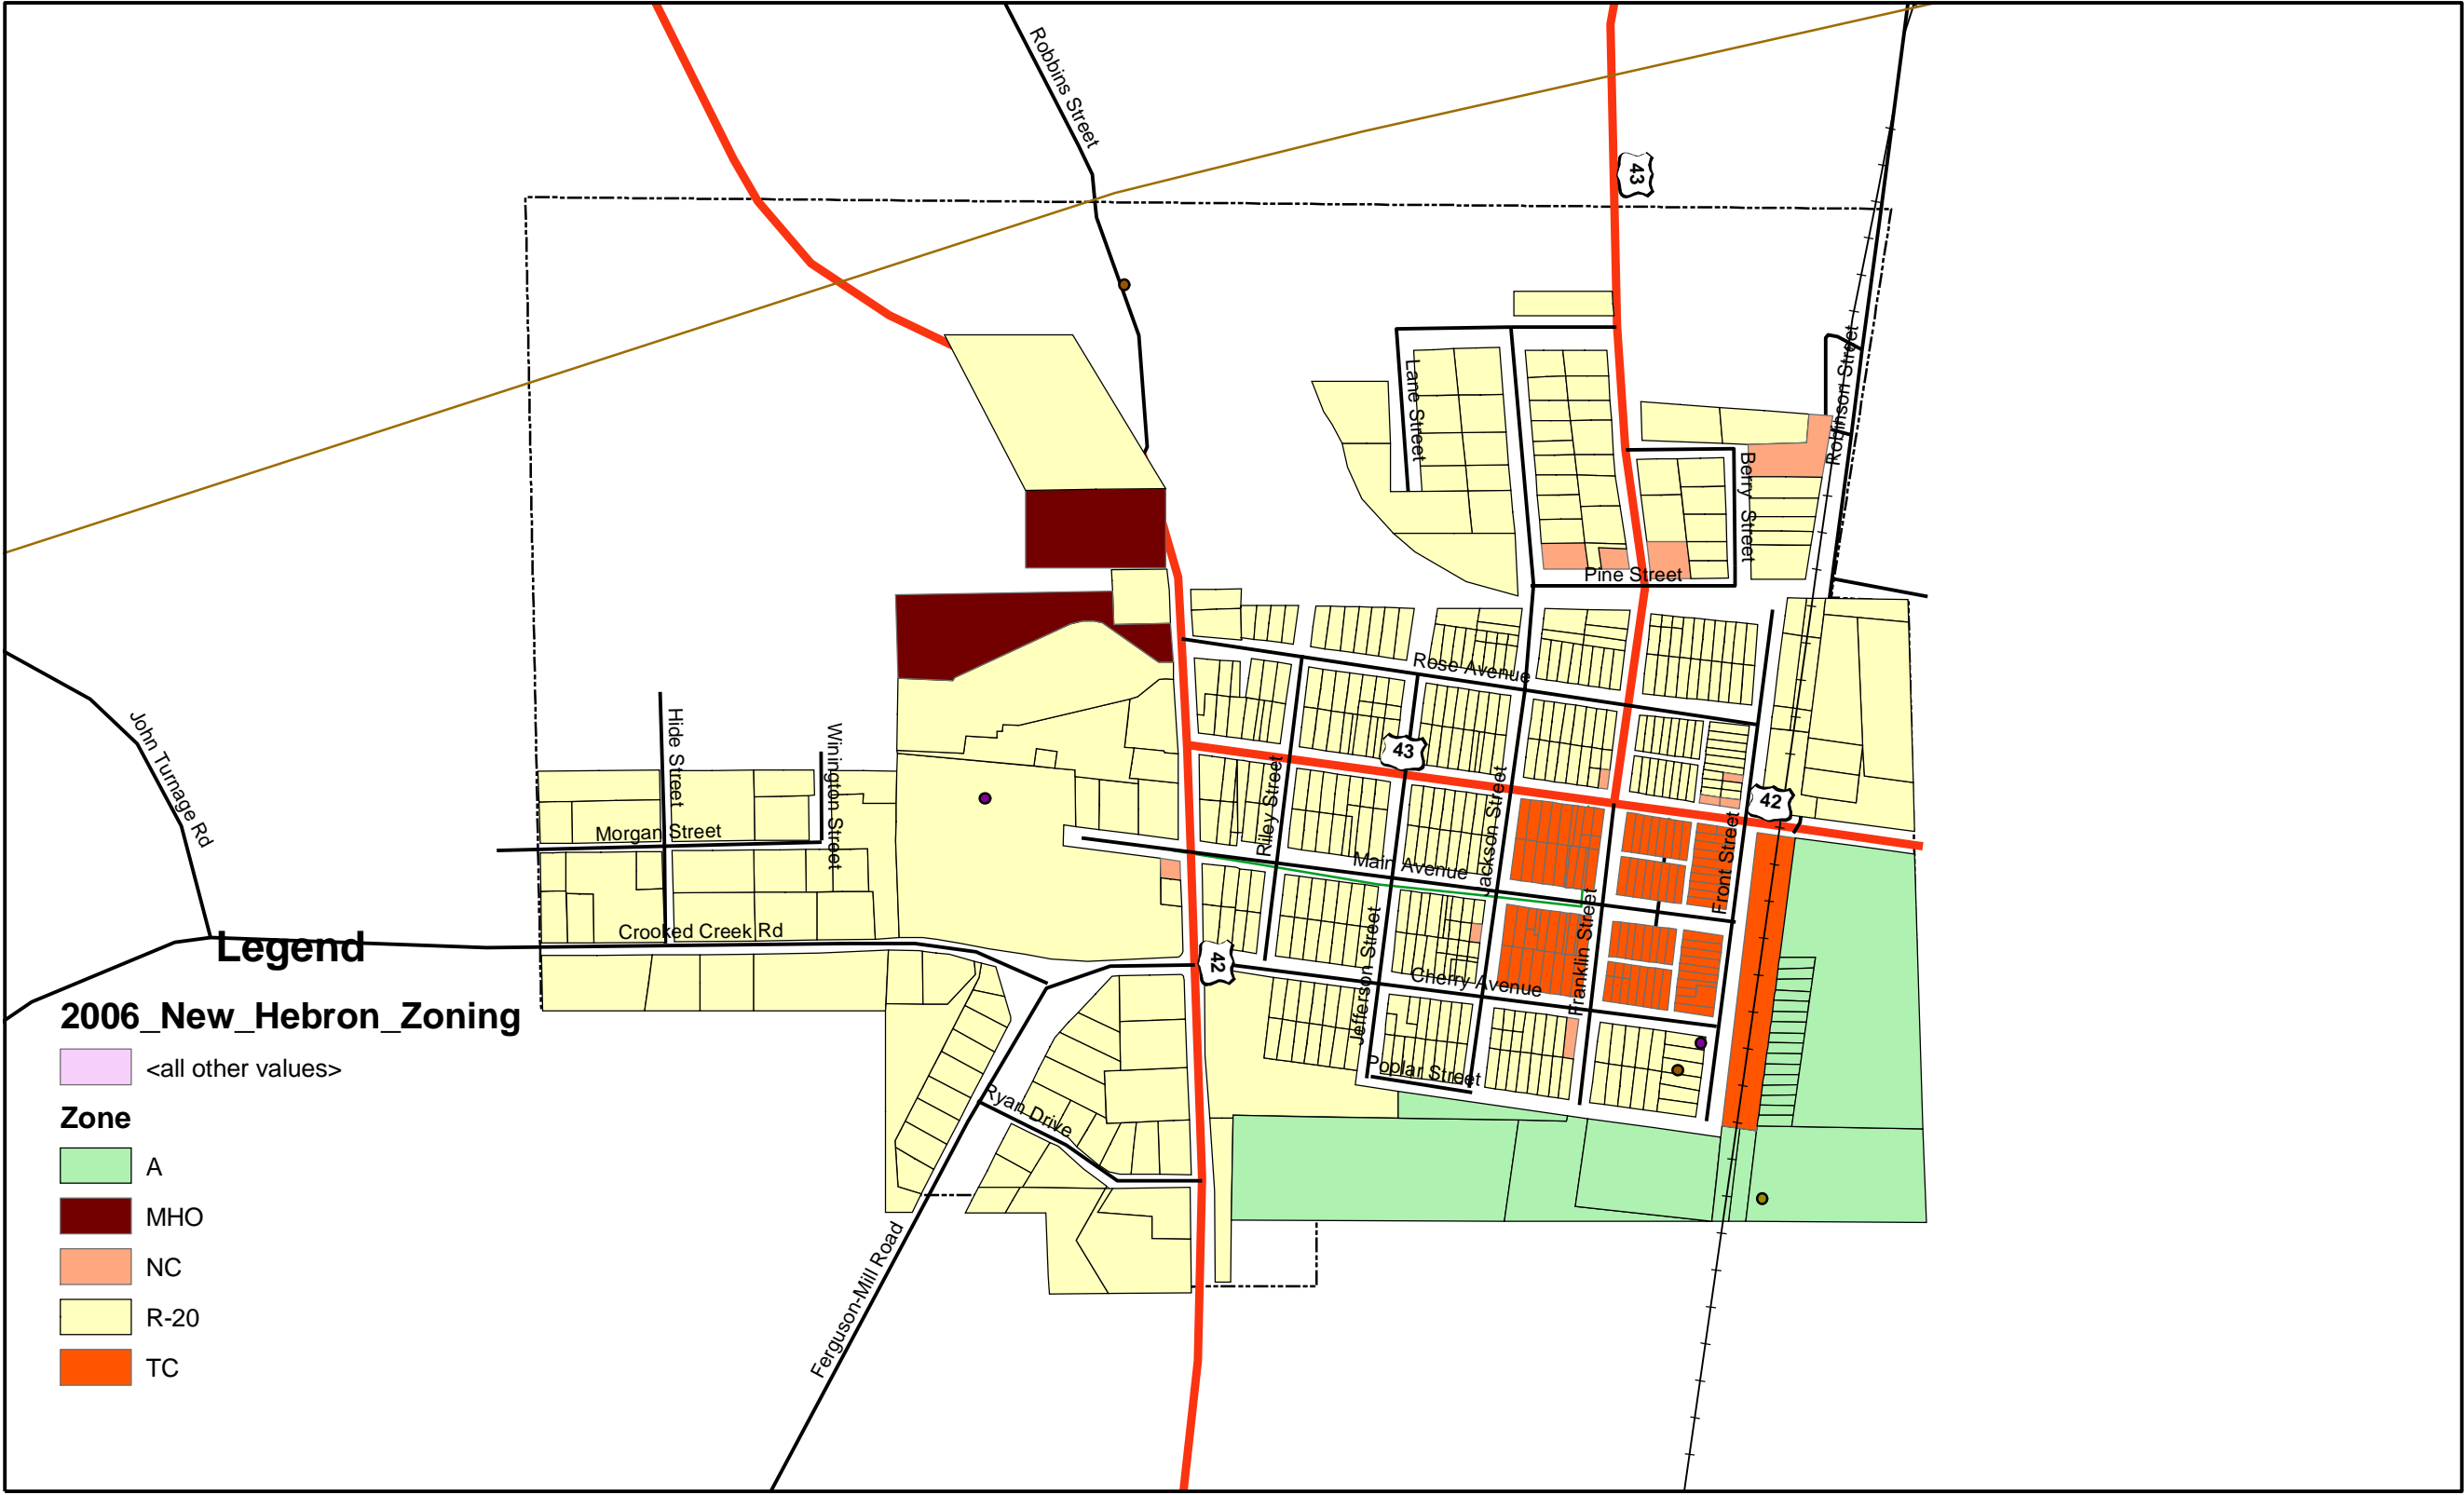 Robbins Street
43
Lane Street
Robinson Street
Berry Street
Pine Street
Rose Avenue
43
42
John Turnage Rd
Hide Street
Winington Street
Morgan Street
Riley Street
Main Avenue
Jackson Street
Front Street
Crooked Creek Rd
42
Jefferson Street
Cherry Avenue
Franklin Street
Poplar Street
Ryan Drive
Ferguson-Mill Road
Legend
2006_New_Hebron_Zoning
<all other values>
Zone
A
MHO
NC
R-20
TC